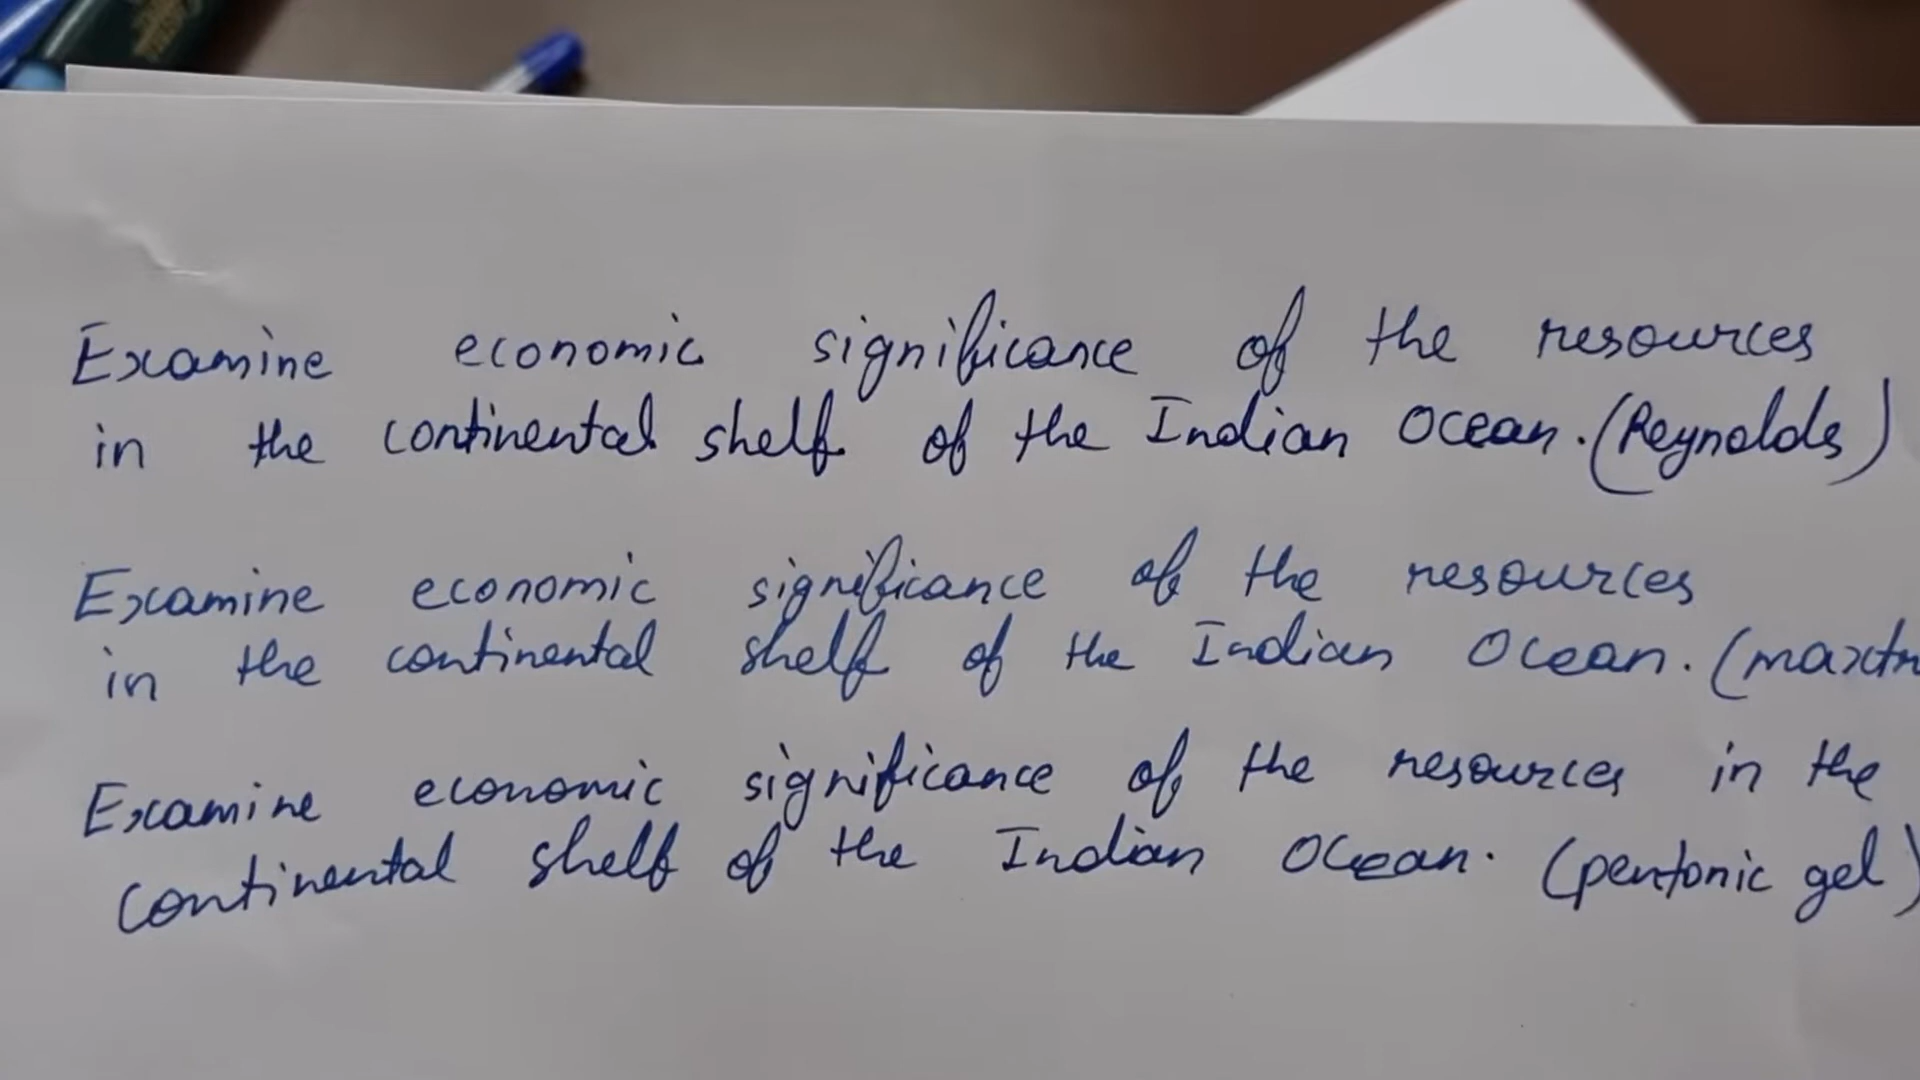 Examine economic significance of the resources
in the continental shelf of the Indian Ocean. (Reynolds)
Examine economic significance of the resources
in the continental shelf of the Indian Ocean. (
Examine economic significance of the resources in the
continental shelf of the Indian Ocean. (pentonic gel)